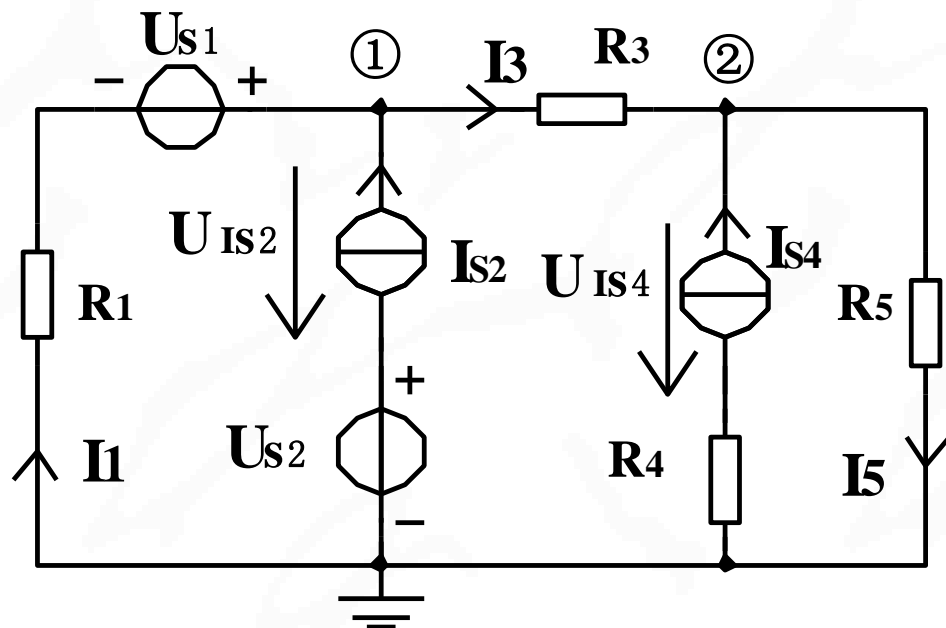 US1
①
I3
R3
②
− +
UIS2
IS2
UIS4
IS4
R1
R5
+
US2
R4
I1
I5
−